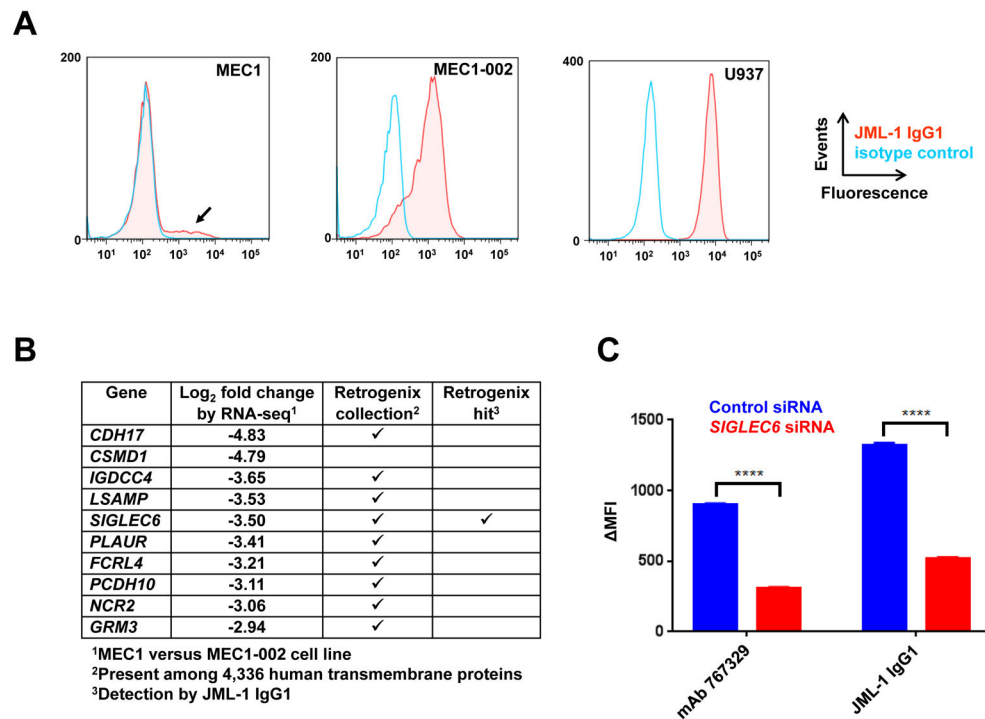 A
200
MEC1
0
10¹ 10² 10³ 10⁴ 10⁵
200
MEC1-002
0
10¹ 10² 10³ 10⁴ 10⁵
400
U937
0
10¹ 10² 10³ 10⁴ 10⁵
Events
JML-1 IgG1
isotype control
Fluorescence
B
Gene Log₂ fold change by RNA-seq¹ Retrogenix collection² Retrogenix hit³
CDH17 -4.83 ✓
CSMD1 -4.79
IGDCC4 -3.65 ✓
LSAMP -3.53 ✓
SIGLEC6 -3.50 ✓ ✓
PLAUR -3.41 ✓
FCRL4 -3.21 ✓
PCDH10 -3.11 ✓
NCR2 -3.06 ✓
GRM3 -2.94 ✓
¹MEC1 versus MEC1-002 cell line
²Present among 4,336 human transmembrane proteins
³Detection by JML-1 IgG1
C
Control siRNA
SIGLEC6 siRNA
****
****
ΔMFI
1500
1000
500
0
mAb 767329
JML-1 IgG1